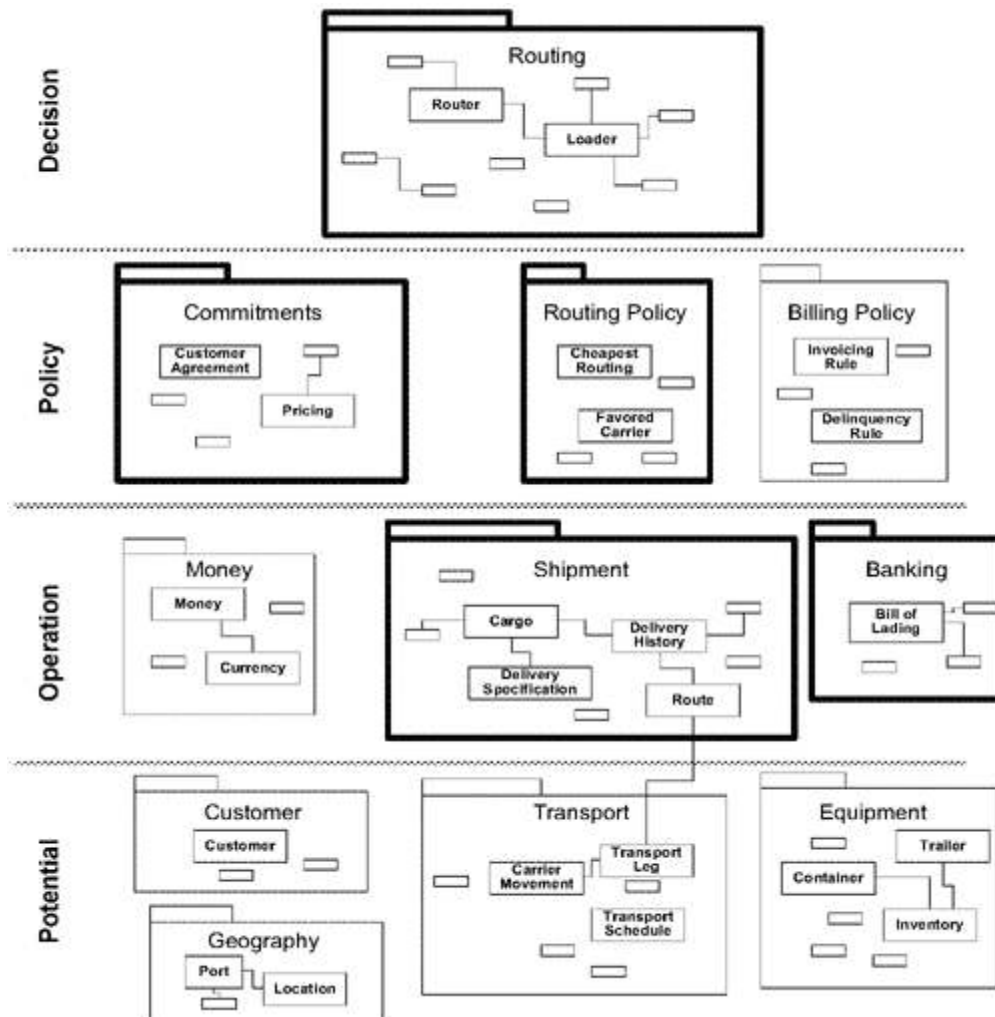 Decision
Routing
Router
Loader
Policy
Commitments
Customer
Agreement
Pricing
Routing Policy
Cheapest
Routing
Favored
Carrier
Billing Policy
Invoicing
Rule
Delinquency
Rule
Operation
Money
Money
Currency
Shipment
Cargo
Delivery
History
Delivery
Specification
Route
Banking
Bill of
Lading
Potential
Customer
Customer
Geography
Port
Location
Transport
Transport
Leg
Carrier
Movement
Transport
Schedule
Equipment
Trailer
Container
Inventory